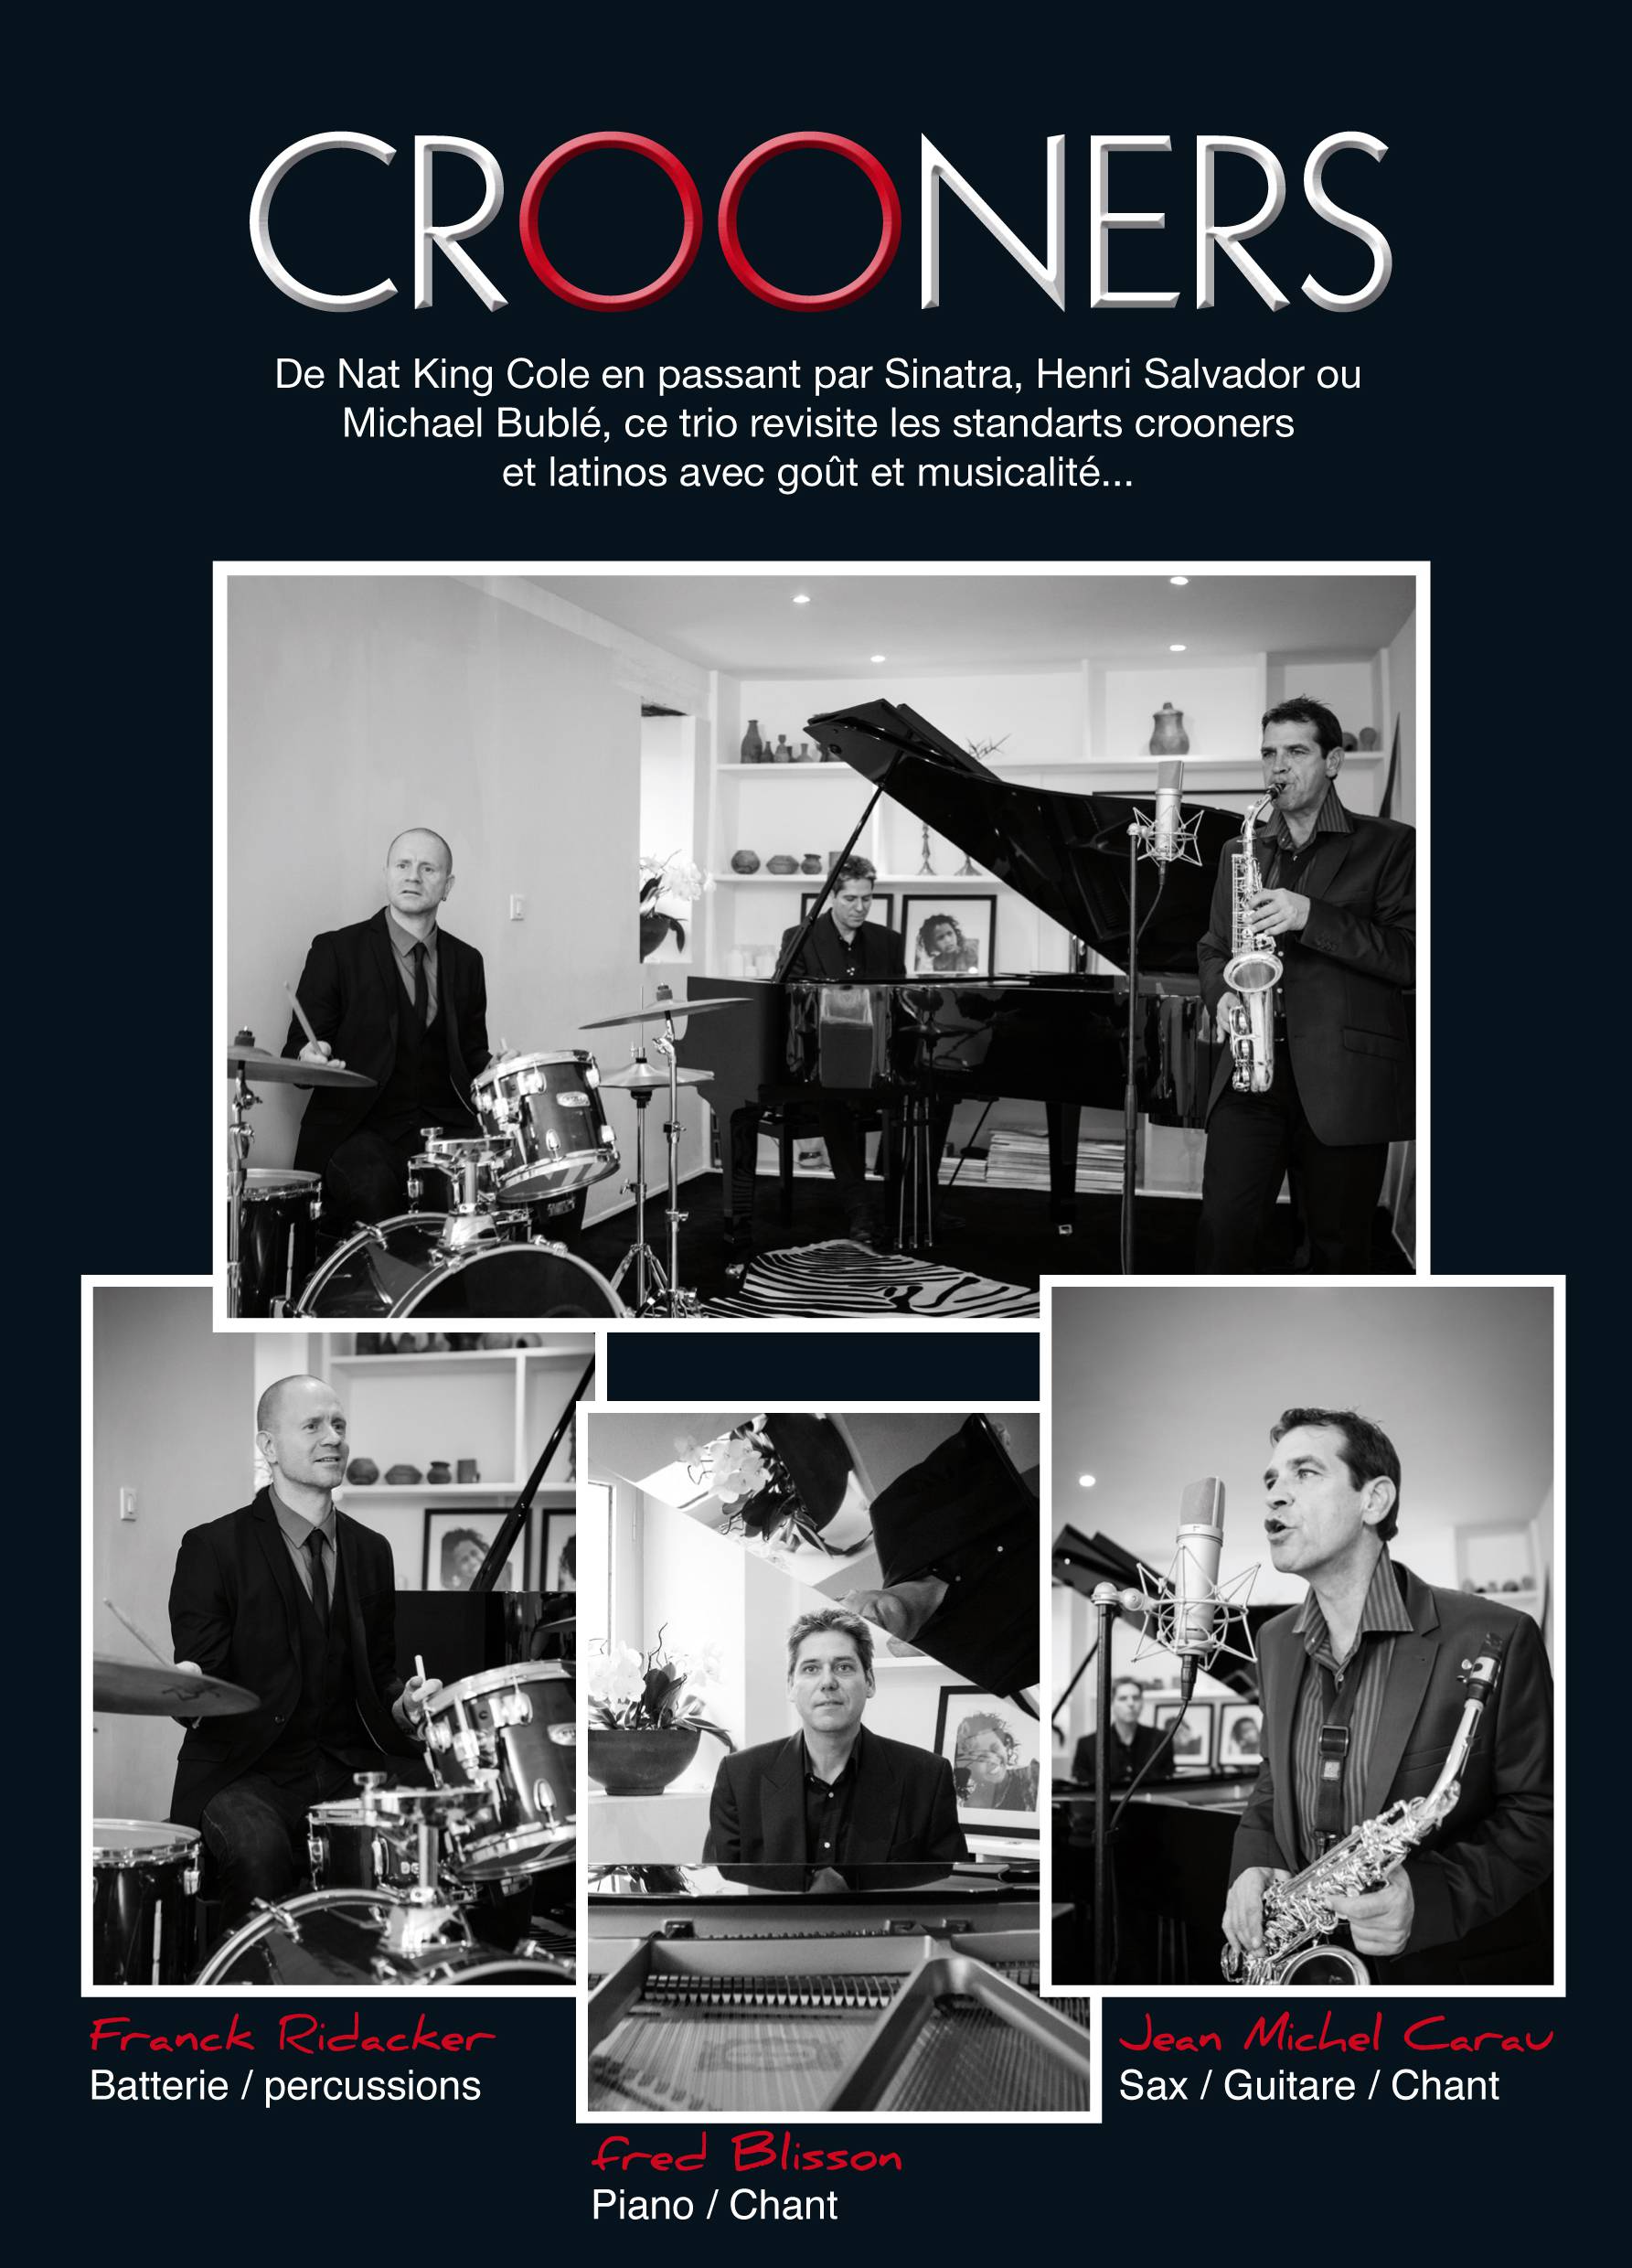 CROONERS
De Nat King Cole en passant par Sinatra, Henri Salvador ou
Michael Bublé, ce trio revisite les standarts crooners
et latinos avec goût et musicalité...
Franck Ridacker
Batterie / percussions
Jean Michel Carau
Sax / Guitare / Chant
fred Blisson
Piano / Chant